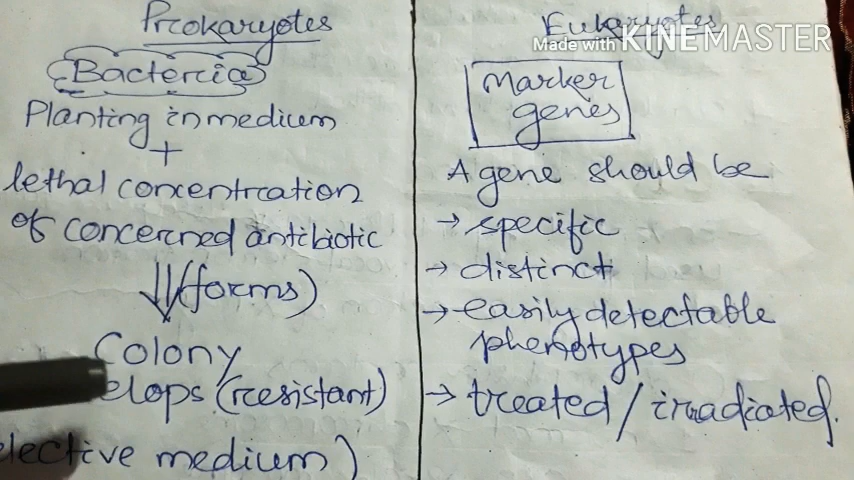 Prokaryotes
Bacteria
Planting in medium
+
lethal concentration
of concerned antibiotic
(forms)
Colony
elops (resistant)
elective medium)
Eukaryotes
Made with KINEMASTER
Marker
genes
A gene should be
→ specific
→ distinct
→ easily detectable
phenotypes
→ treated / irradiated.